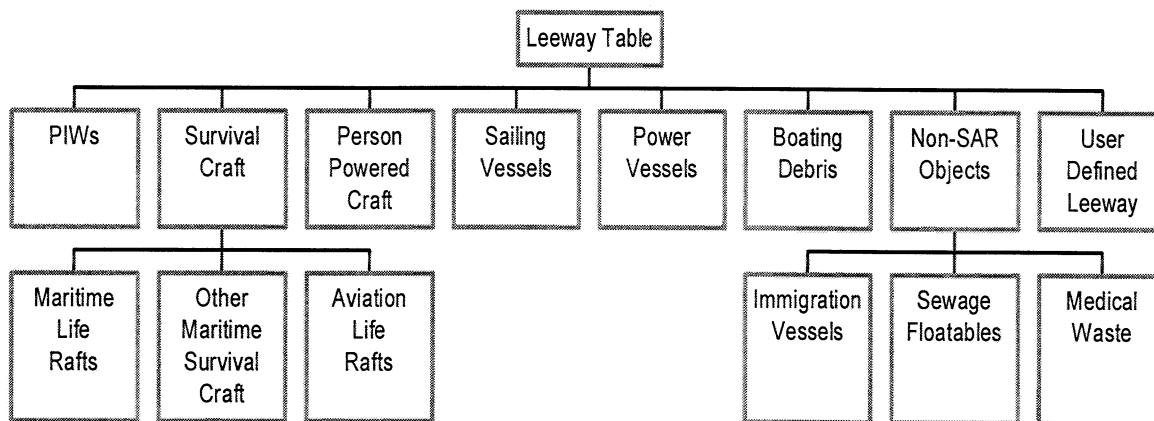 Leeway Table
PIWs
Survival
Craft
Person
Powered
Craft
Sailing
Vessels
Power
Vessels
Boating
Debris
Non-SAR
Objects
User
Defined
Leeway
Maritime
Life
Rafts
Other
Maritime
Survival
Craft
Aviation
Life
Rafts
Immigration
Vessels
Sewage
Floatables
Medical
Waste